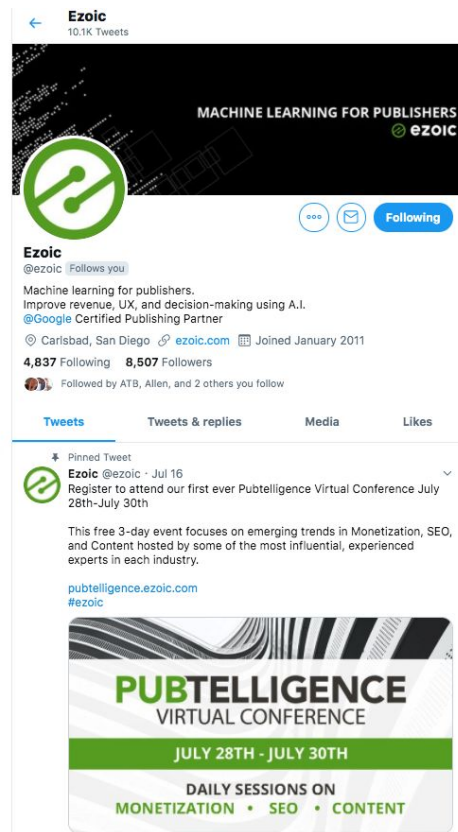 Ezoic
10.1K Tweets
MACHINE LEARNING FOR PUBLISHERS
ezoic
Following
Ezoic
@ezoic Follows you
Machine learning for publishers.
Improve revenue, UX, and decision-making using A.I.
@Google Certified Publishing Partner
Carlsbad, San Diego ezoic.com Joined January 2011
4,837 Following 8,507 Followers
Followed by ATB, Allen, and 2 others you follow
Tweets Tweets & replies Media Likes
Pinned Tweet
Ezoic @ezoic · Jul 16
Register to attend our first ever Pubtelligence Virtual Conference July
28th-July 30th
This free 3-day event focuses on emerging trends in Monetization, SEO,
and Content hosted by some of the most influential, experienced
experts in each industry.
pubtelligence.ezoic.com
#ezoic
PUBTELLIGENCE
VIRTUAL CONFERENCE
JULY 28TH - JULY 30TH
DAILY SESSIONS ON
MONETIZATION • SEO • CONTENT